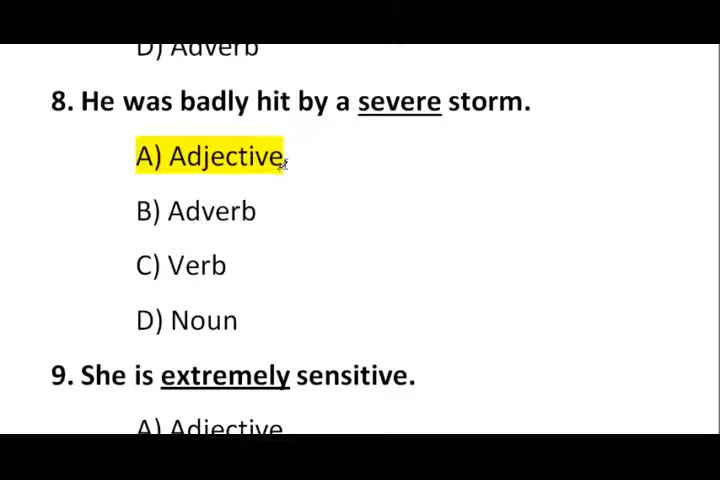 D) Adverb
8. He was badly hit by a severe storm.
A) Adjective
B) Adverb
C) Verb
D) Noun
9. She is extremely sensitive.
A) Adjective